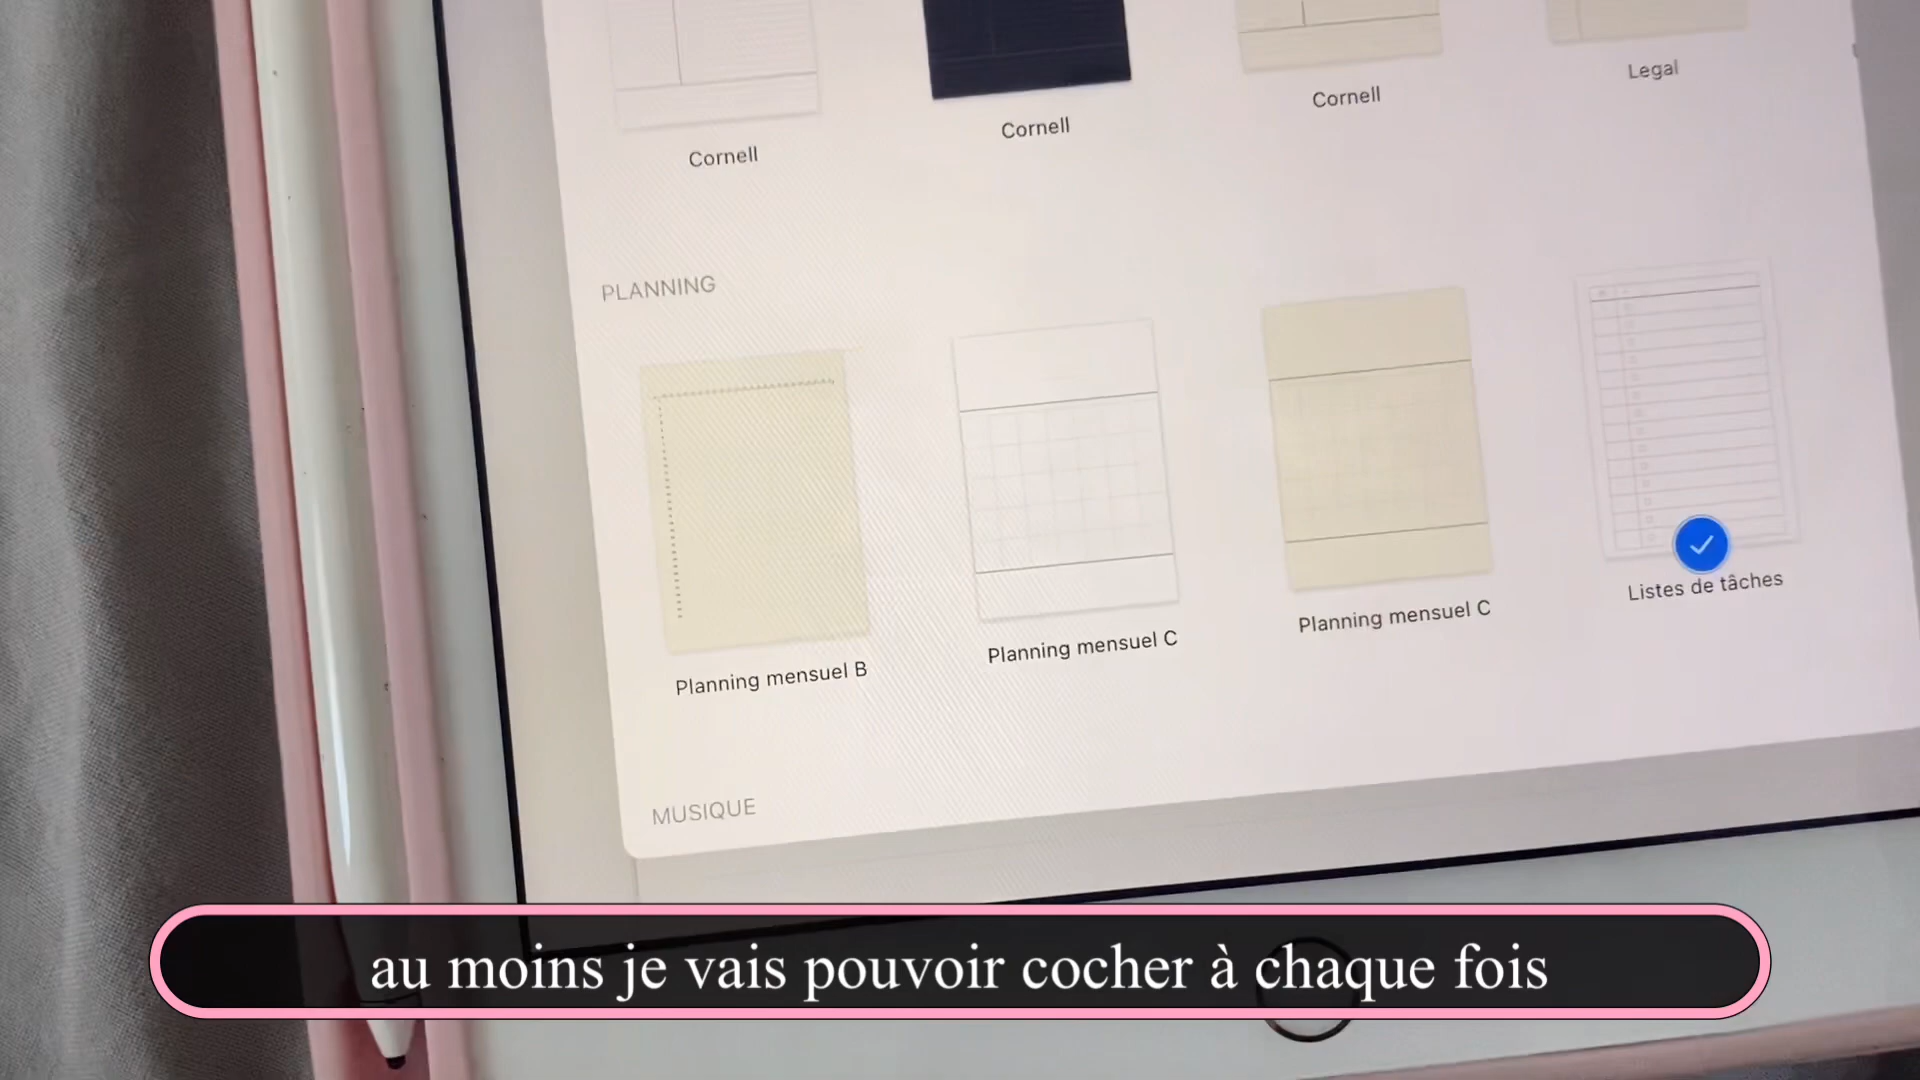 Cornell
Cornell
Cornell
Legal
PLANNING
Planning mensuel B
Planning mensuel C
Planning mensuel C
Listes de tâches
MUSIQUE
au moins je vais pouvoir cocher à chaque fois